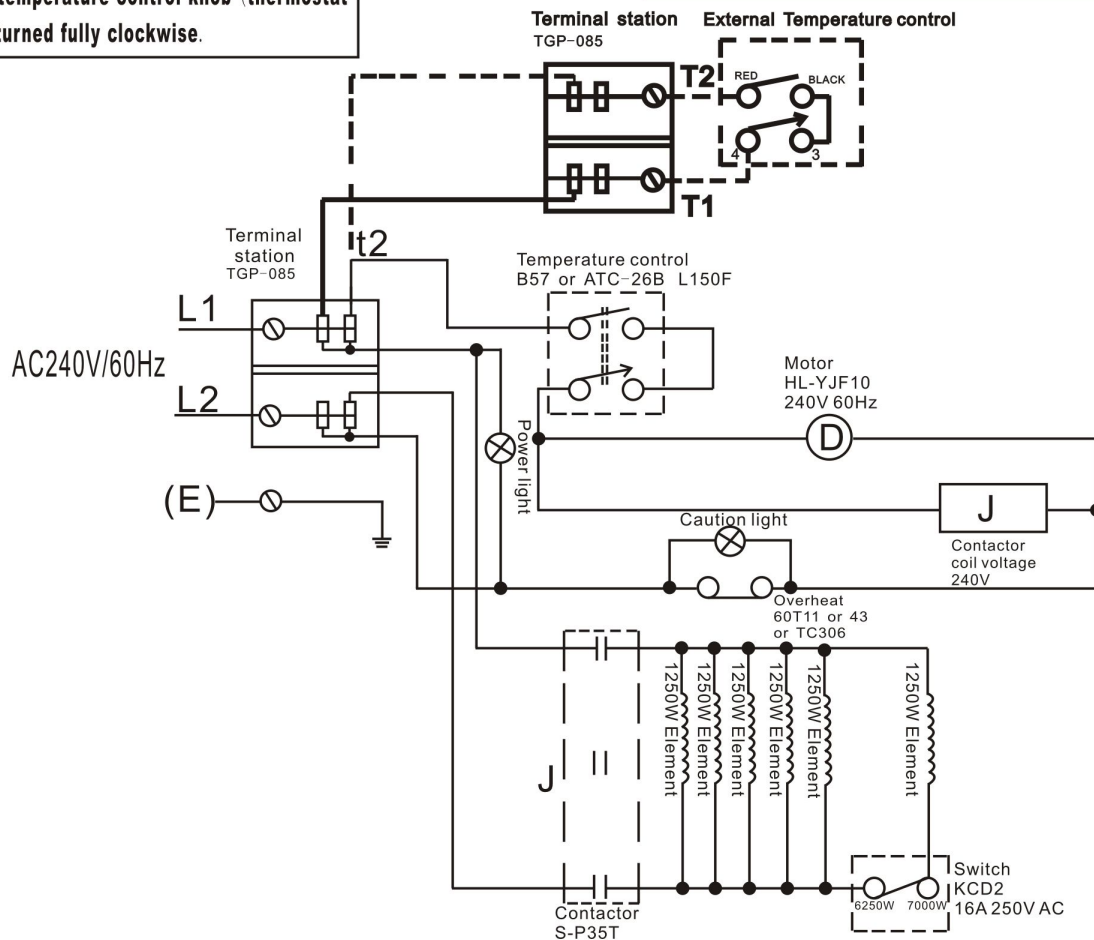 temperature control knob (thermostat
turned fully clockwise.
Terminal station
TGP-085
External Temperature control
T2
RED
BLACK
4
3
T1
Terminal
station
TGP-085
t2
Temperature control
B57 or ATC-26B L150F
L1
AC240V/60Hz
L2
Motor
HL-YJF10
240V 60Hz
D
Power light
(E)
J
Contactor
coil voltage
240V
Caution light
Overheat
60T11 or 43
or TC306
1250W Element
1250W Element
1250W Element
1250W Element
1250W Element
1250W Element
J
Contactor
S-P35T
6250W
7000W
Switch
KCD2
16A 250V AC